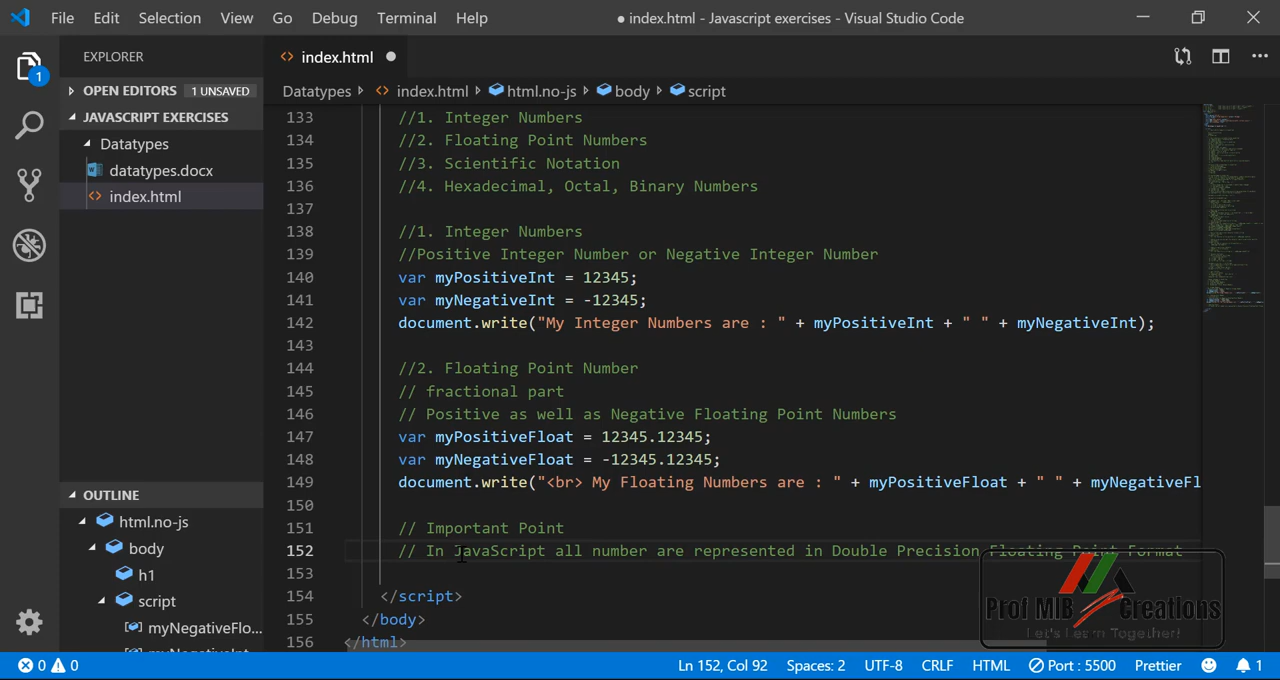 File Edit Selection View Go Debug Terminal Help ● index.html - Javascript exercises - Visual Studio Code
EXPLORER
OPEN EDITORS 1 UNSAVED
JAVASCRIPT EXERCISES
Datatypes
datatypes.docx
index.html
OUTLINE
html.no-js
body
h1
script
myNegativeFlo...
1
index.html
Datatypes index.html html.no-js body script
133 //1. Integer Numbers
134 //2. Floating Point Numbers
135 //3. Scientific Notation
136 //4. Hexadecimal, Octal, Binary Numbers
137
138 //1. Integer Numbers
139 //Positive Integer Number or Negative Integer Number
140 var myPositiveInt = 12345;
141 var myNegativeInt = -12345;
142 document.write("My Integer Numbers are : " + myPositiveInt + " " + myNegativeInt);
143
144 //2. Floating Point Number
145 // fractional part
146 // Positive as well as Negative Floating Point Numbers
147 var myPositiveFloat = 12345.12345;
148 var myNegativeFloat = -12345.12345;
149 document.write("<br> My Floating Numbers are : " + myPositiveFloat + " " + myNegativeFl
150
151 // Important Point
152 // In JavaScript all number are represented in Double Precision Floating Point Format
153
154 </script>
155 </body>
156 </html>
Prof MIB Creations
Let's Learn Together!
0 0 Ln 152, Col 92 Spaces: 2 UTF-8 CRLF HTML Port : 5500 Prettier 1